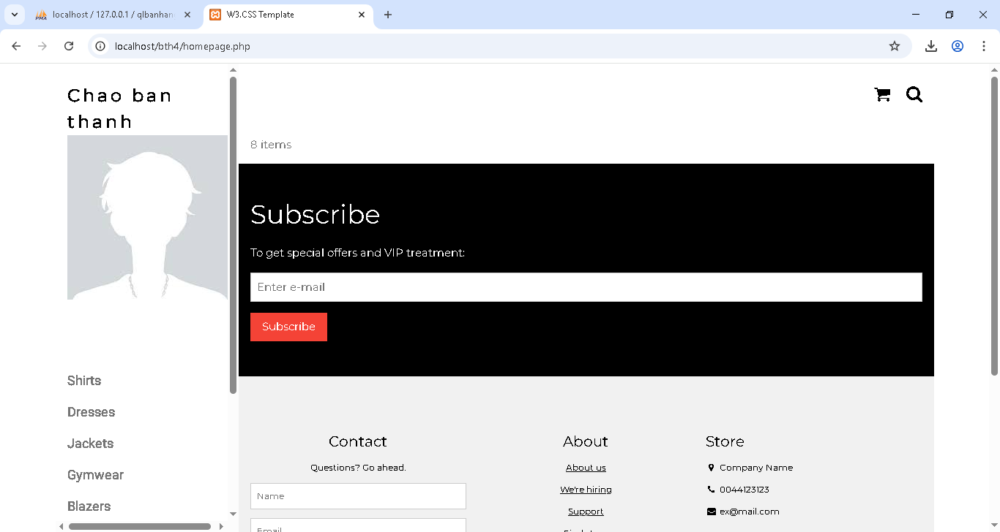 localhost / 127.0.0.1 / qlbanhan
W3.CSS Template
localhost/bth4/homepage.php
Chao ban
thanh
8 items
Subscribe
To get special offers and VIP treatment:
Enter e-mail
Subscribe
Shirts
Dresses
Jackets
Gymwear
Blazers
Contact
Questions? Go ahead.
Name
Email
About
About us
We're hiring
Support
Store
Company Name
0044123123
ex@mail.com